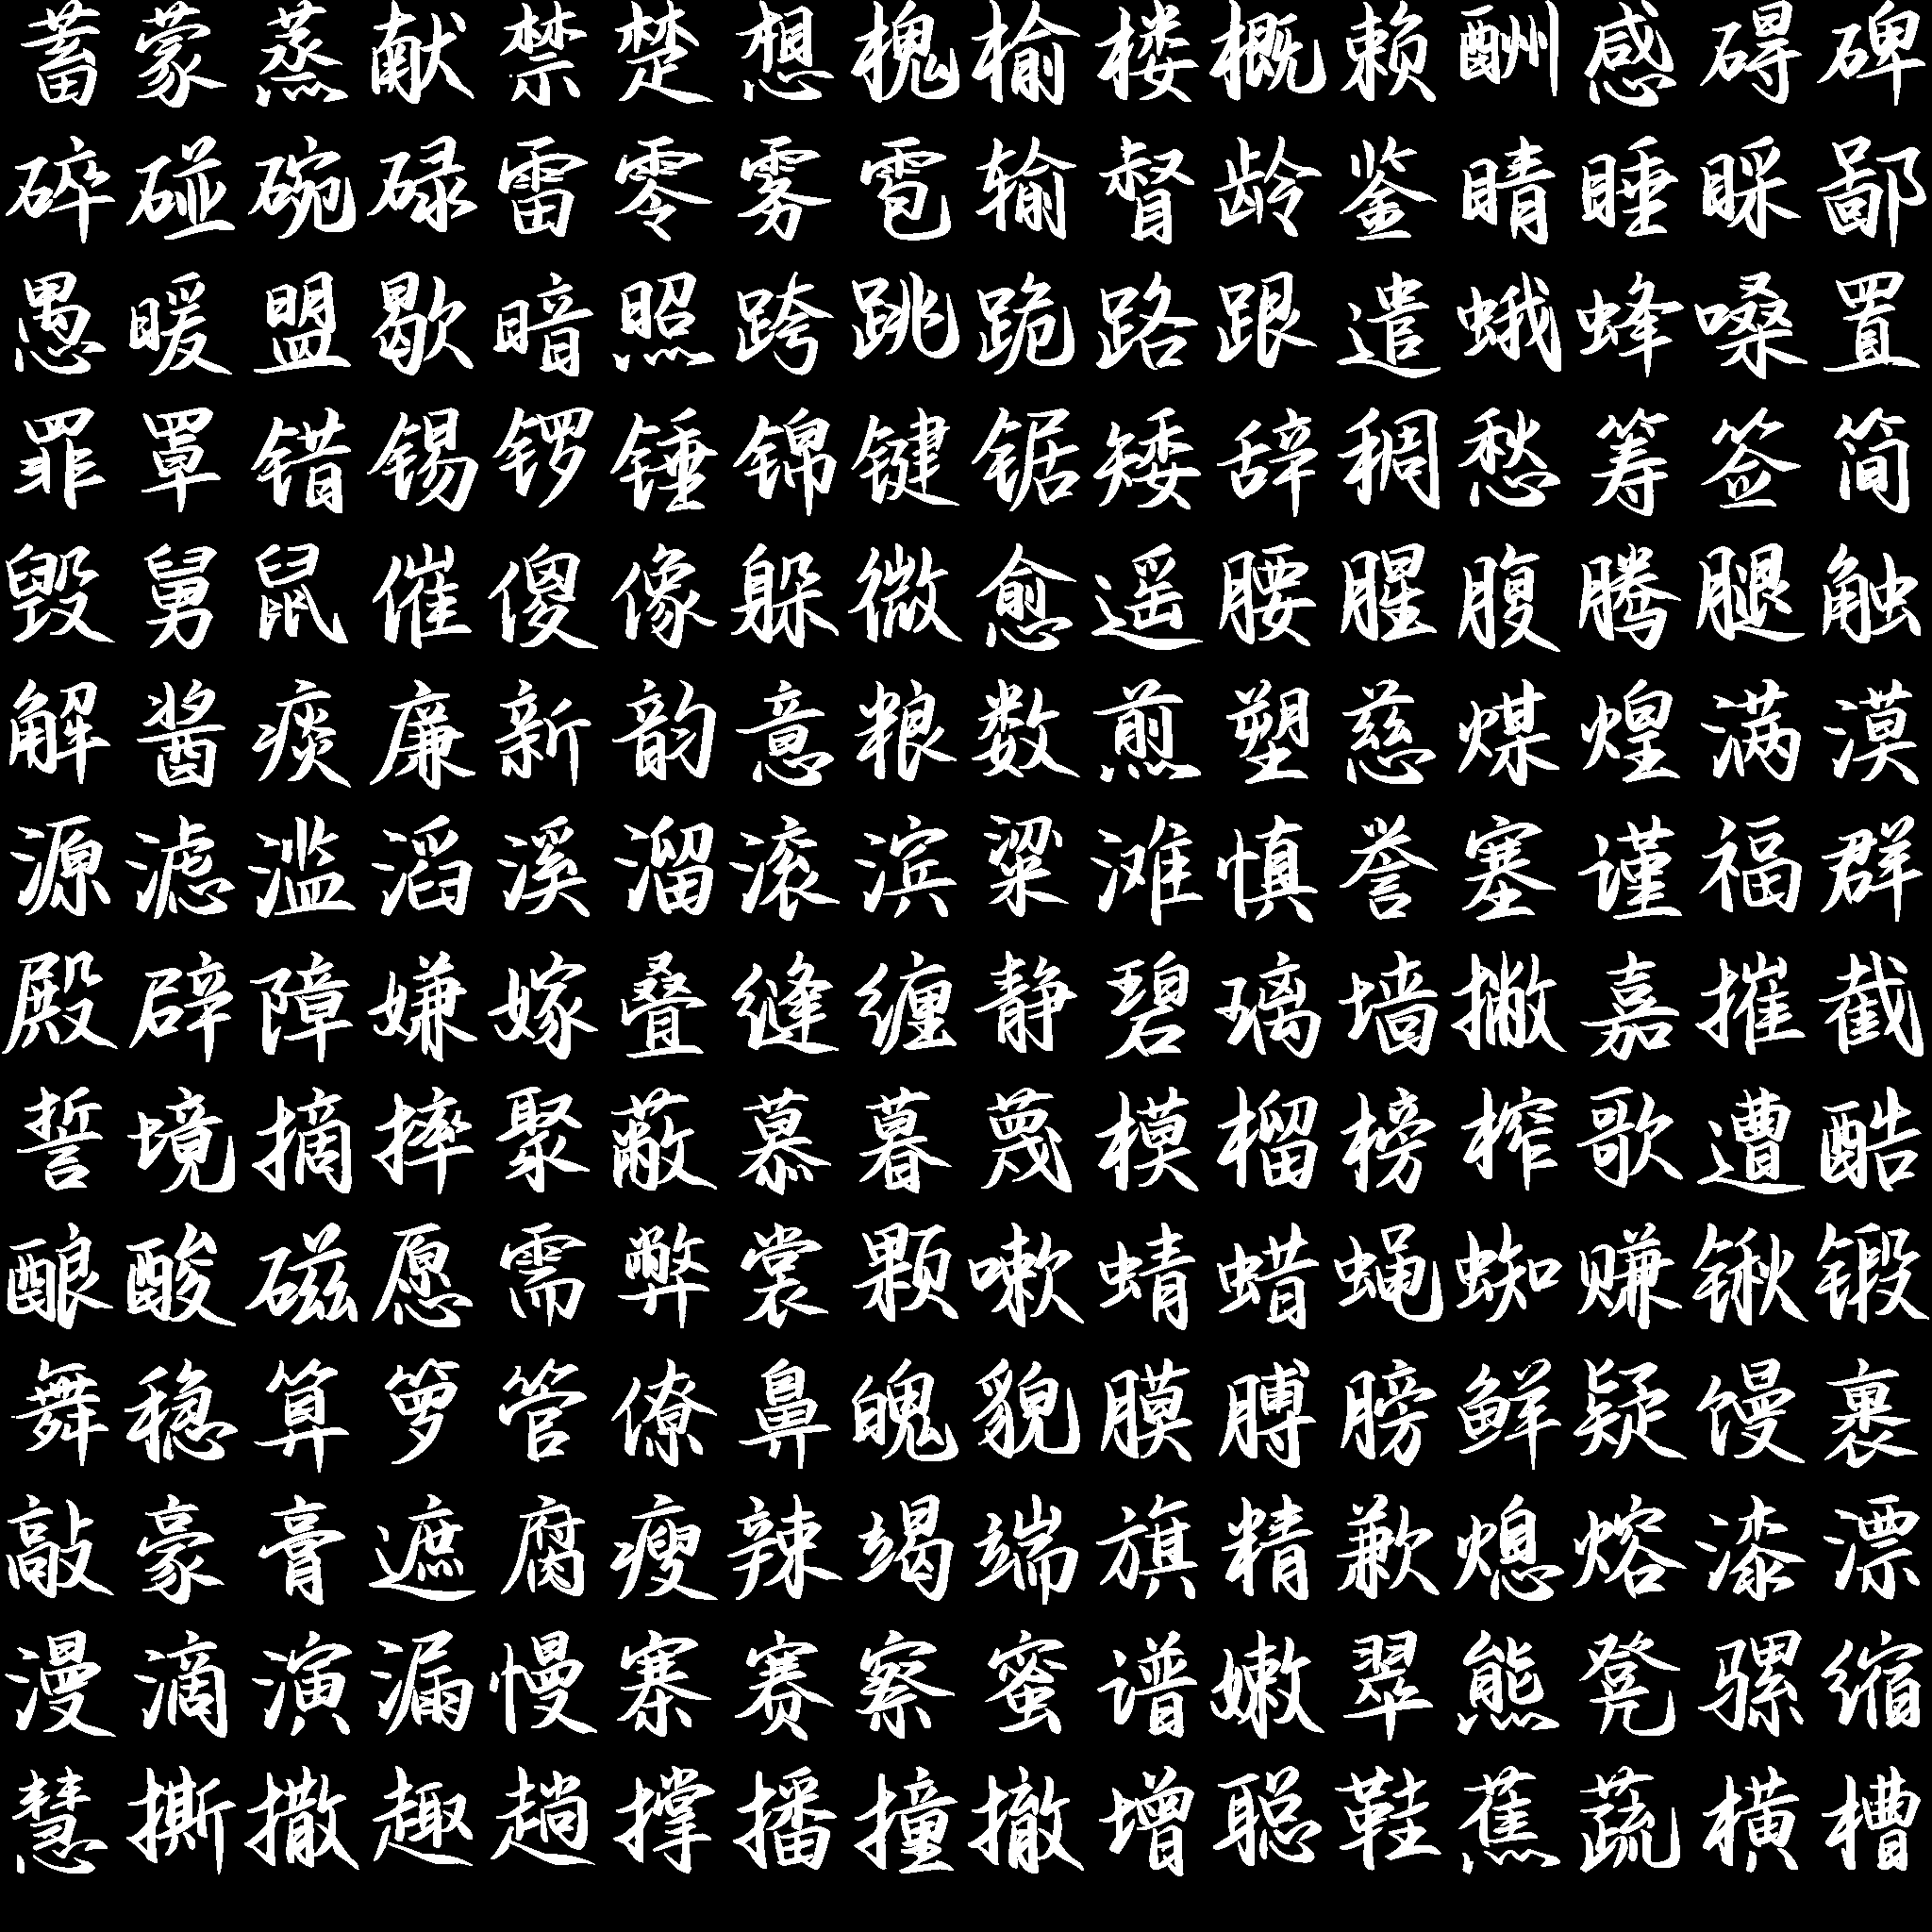 蓄蒙蒸献禁楚想槐榆楼概赖酬感碍碑
碎碰碗碌雷零雾雹输督龄鉴睛睡睬鄙
愚暖盟歇暗照跨跳跪路跟遣蛾蜂嗓置
罪罩错锡锣锤锦键锯矮辞稠愁筹签简
毁舅鼠催傻像躲微愈遥腰腥腹腾腿触
解酱痰廉新韵意粮数煎塑慈煤煌满漠
源滤滥滔溪溜滚滨粱滩慎誉塞谨福群
殿辟障嫌嫁叠缝缠静碧璃墙撇嘉摧截
誓境摘摔聚蔽慕暮蔑模榴榜榨歌遭酷
酿酸磁愿需弊裳颗嗽蜻蜡蝇蜘赚锹锻
舞稳算箩管僚鼻魄貌膜膊膀鲜疑馒裹
敲豪膏遮腐瘦辣竭端旗精歉熄熔漆漂
漫滴演漏慢寨赛察蜜谱嫩翠熊凳骡缩
慧撕撒趣趟撑播撞撤增聪鞋蕉蔬横槽